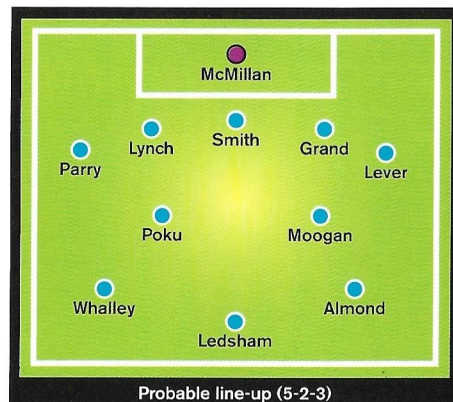 McMillan
Smith
Lynch
Grand
Parry
Lever
Poku
Moogan
Whalley
Almond
Ledsham
Probable line-up (5-2-3)